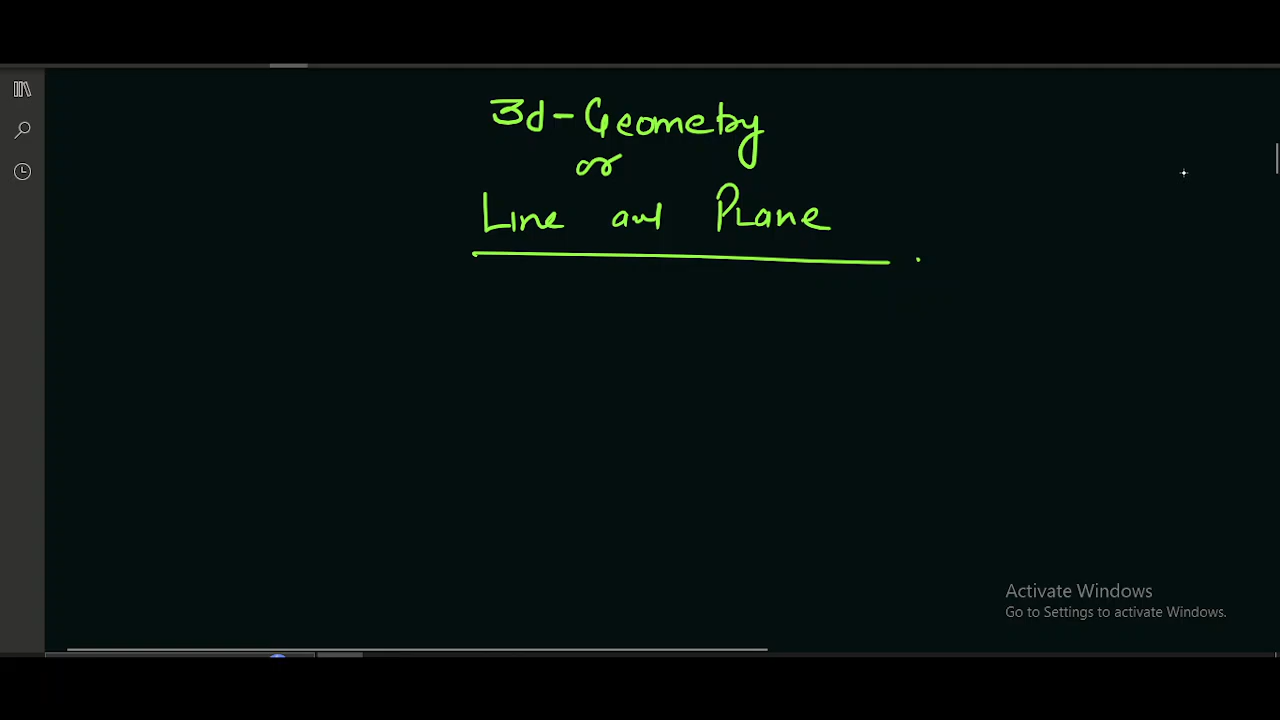 3d-Geometry
or
Line and Plane
Activate Windows
Go to Settings to activate Windows.